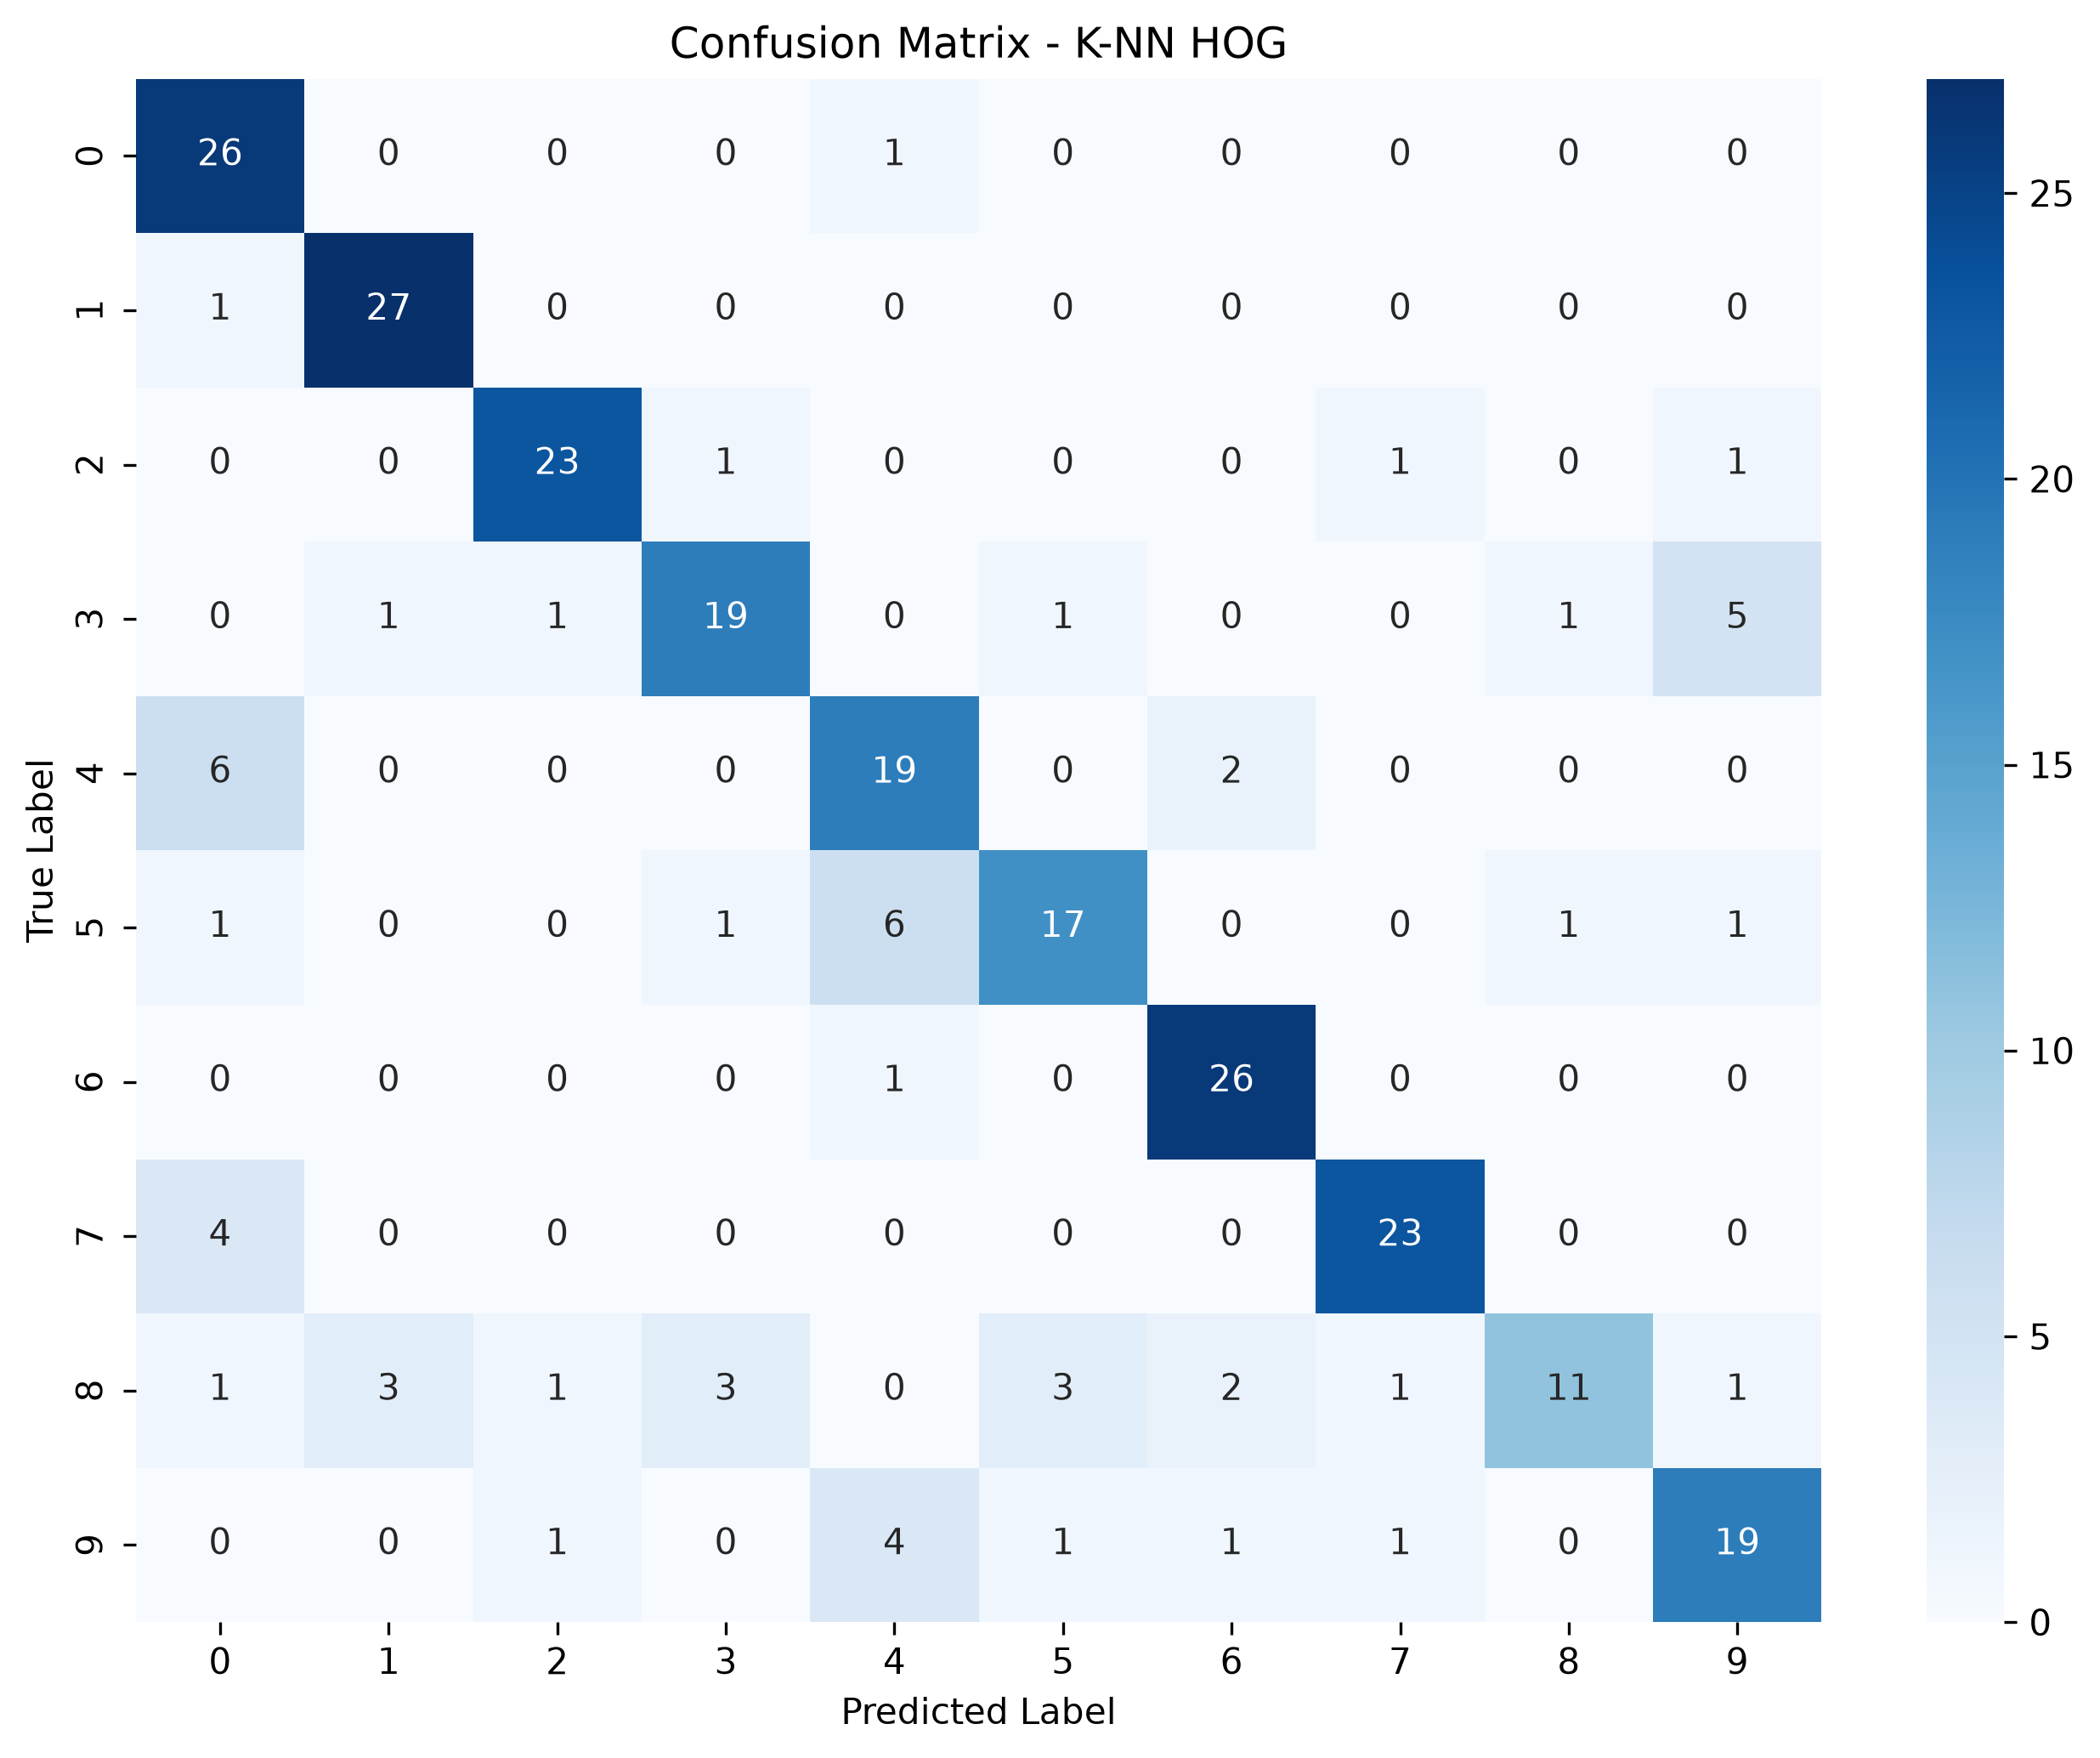 Confusion Matrix - K-NN HOG
0 26 0 0 0 1 0 0 0 0 0
1 1 27 0 0 0 0 0 0 0 0
2 0 0 23 1 0 0 0 1 0 1
3 0 1 1 19 0 1 0 0 1 5
4 6 0 0 0 19 0 2 0 0 0
5 1 0 0 1 6 17 0 0 1 1
6 0 0 0 0 1 0 26 0 0 0
7 4 0 0 0 0 0 0 23 0 0
8 1 3 1 3 0 3 2 1 11 1
9 0 0 1 0 4 1 1 1 0 19
0 1 2 3 4 5 6 7 8 9
Predicted Label
True Label
25
20
15
10
5
0